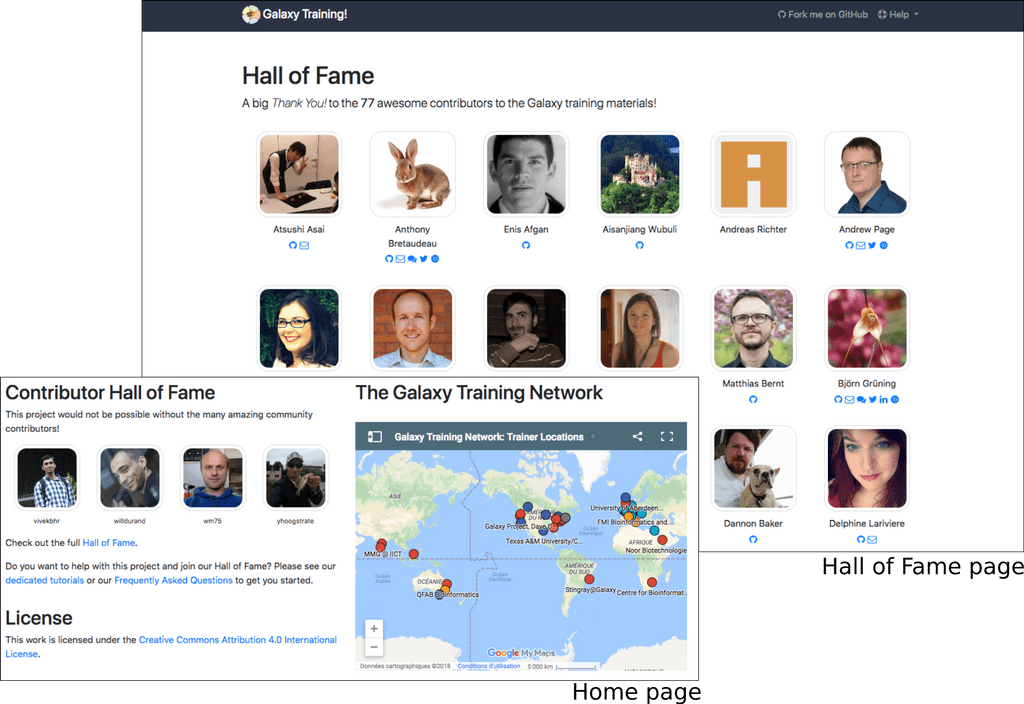 Galaxy Training!
Fork me on GitHub
Help
Hall of Fame
A big Thank You! to the 77 awesome contributors to the Galaxy training materials!
Atsushi Asai
Anthony
Bretaudeau
Enis Afgan
Aisanjiang Wubuli
Andreas Richter
Andrew Page
Matthias Bernt
Björn Grüning
Dannon Baker
Delphine Lariviere
Hall of Fame page
Contributor Hall of Fame
This project would not be possible without the many amazing community
contributors!
vivekbhr
willdurand
wm75
yhoogstrate
Check out the full Hall of Fame.
Do you want to help with this project and join our Hall of Fame? Please see our
dedicated tutorials or our Frequently Asked Questions to get you started.
License
This work is licensed under the Creative Commons Attribution 4.0 International
License.
The Galaxy Training Network
Galaxy Training Network: Trainer Locations
ASIE
AMÉRIQUE
DU
University of Aberdeen...
Galaxy Project, Dave
FMI Bioinformatics and...
Texas A&M University/C...
Océan
Atlantique
AFRIQUE
Noor Biotechnologie
MMG @ IICT
OCÉANIE
QFAB Bioinformatics
Océan
Indien
Océan
Pacifique
AMÉRIQUE
DU SUD
Stingray@Galaxy
Centre for Bioinformat...
+
−
Google My Maps
Données cartographiques ©2018
Conditions d'utilisation
5 000 km
Home page